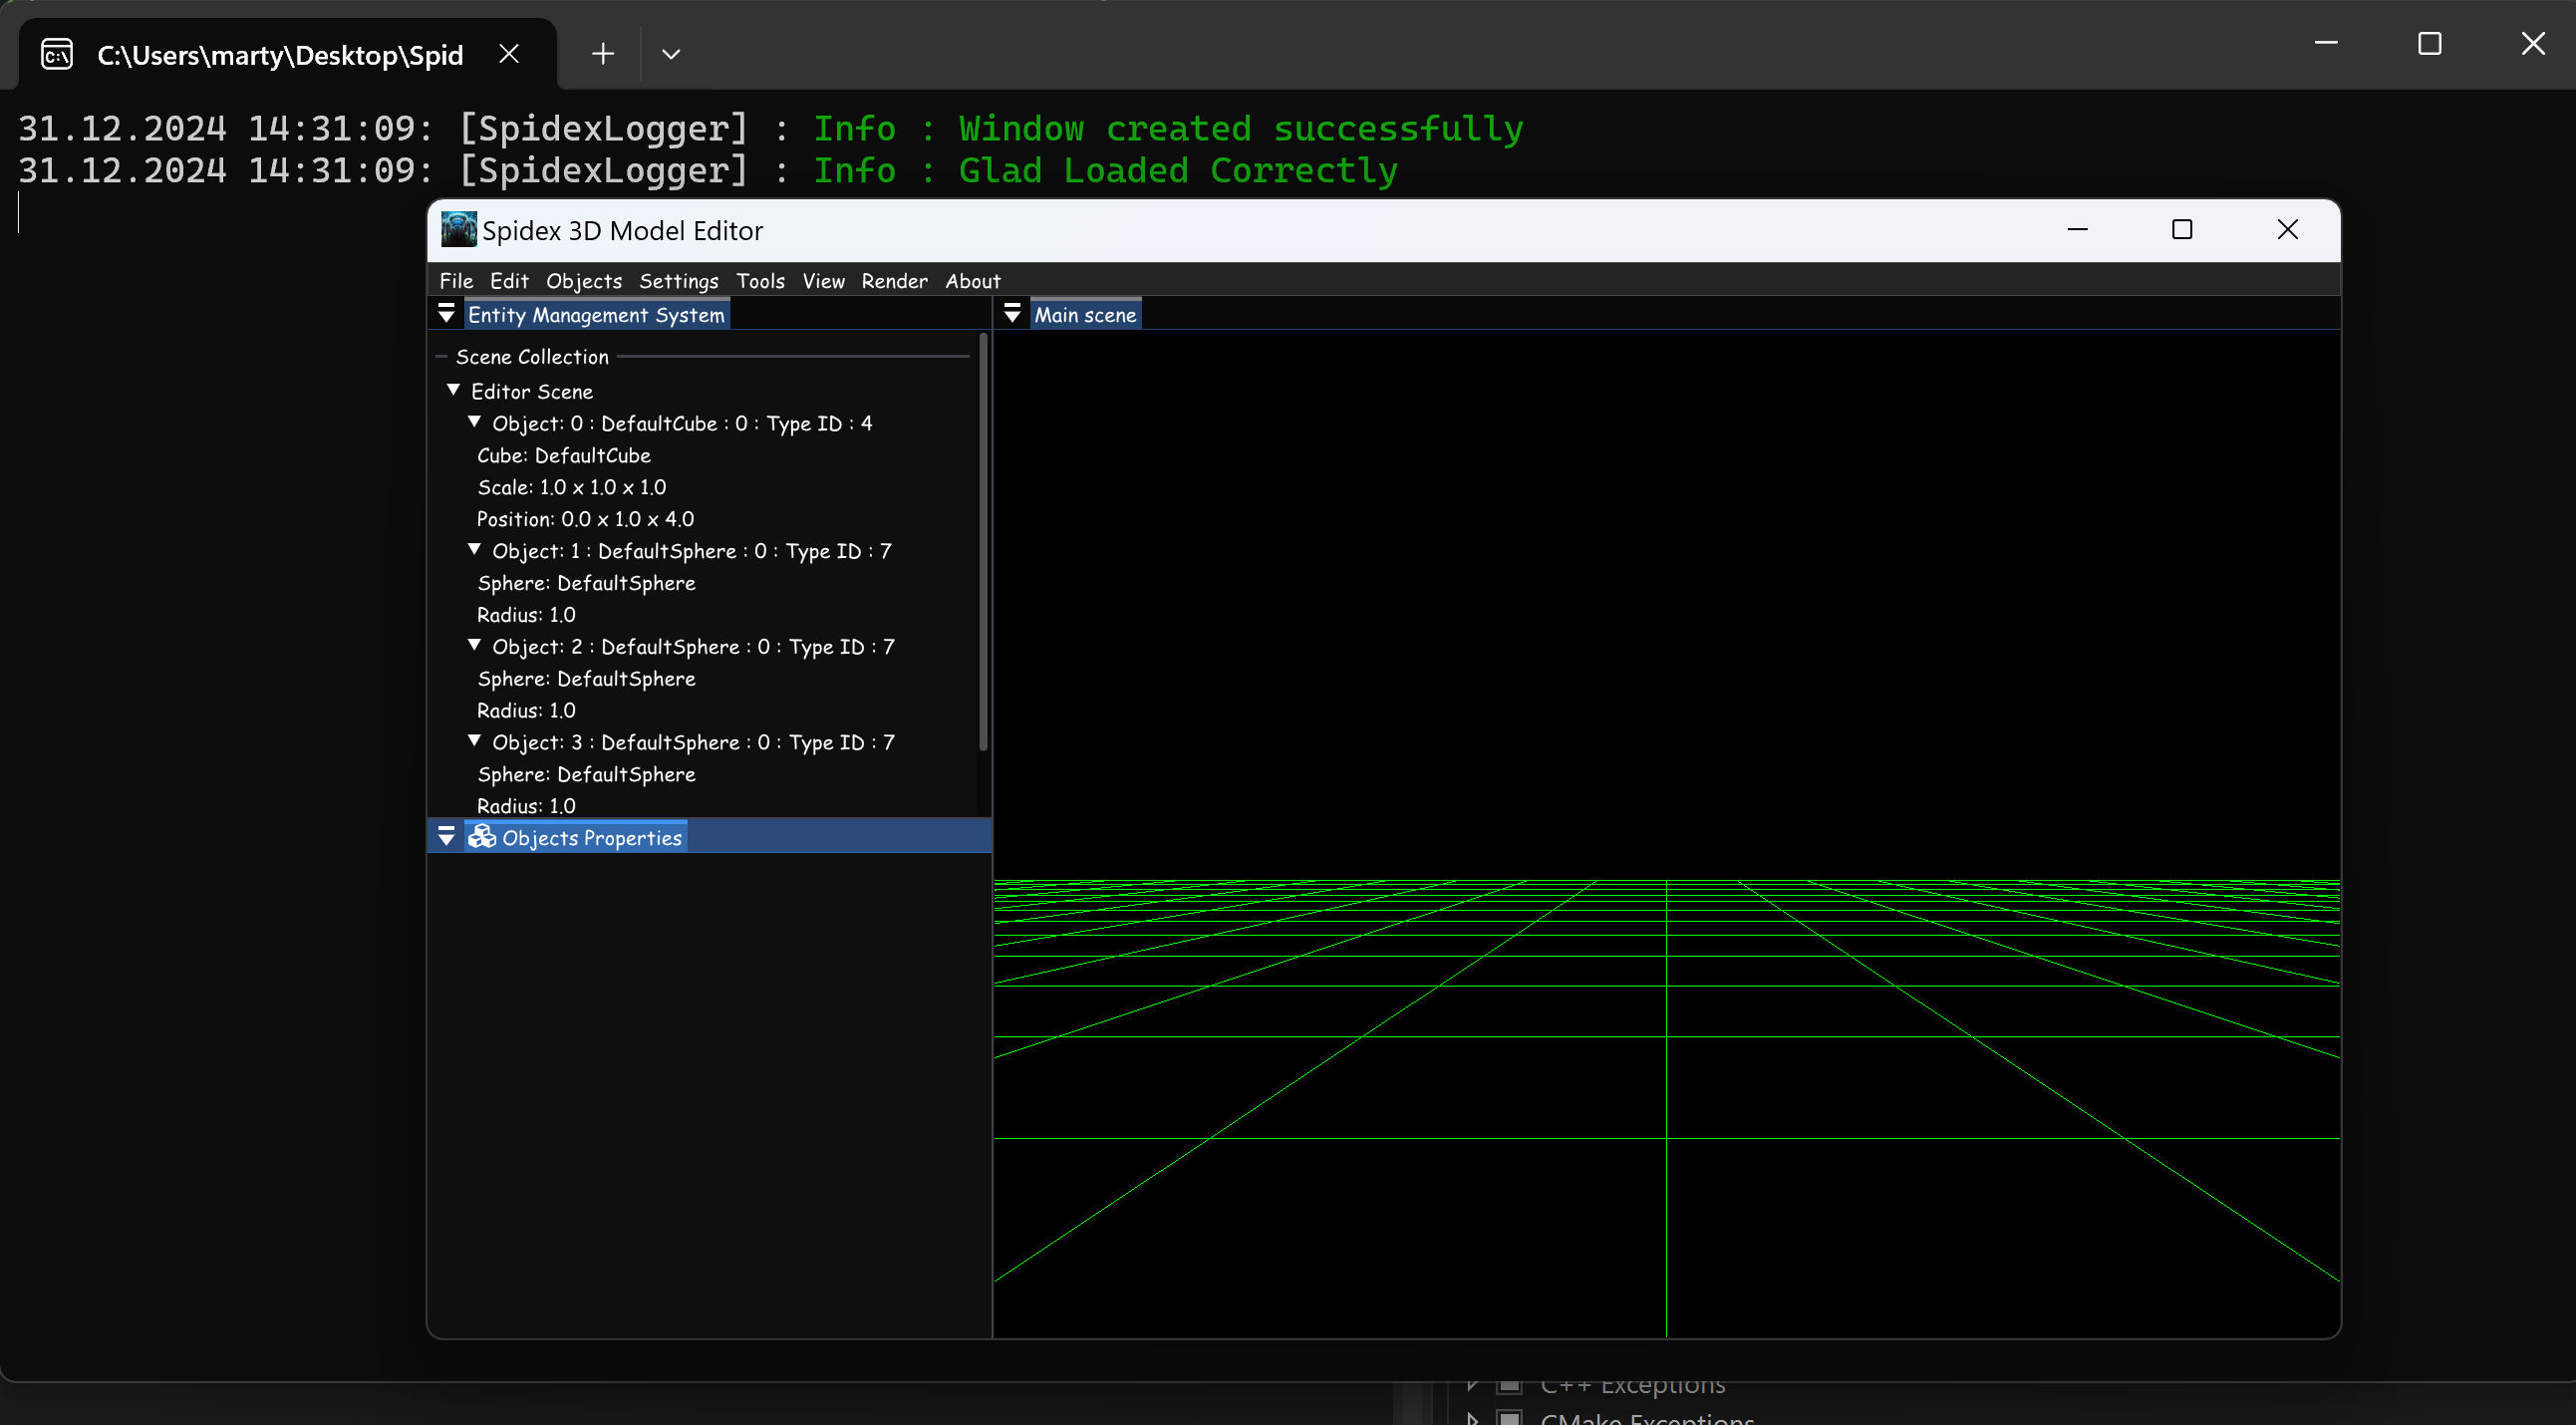 C:\Users\marty\Desktop\Spid
31.12.2024 14:31:09: [SpidexLogger] : Info : Window created successfully
31.12.2024 14:31:09: [SpidexLogger] : Info : Glad Loaded Correctly
Spidex 3D Model Editor
File Edit Objects Settings Tools View Render About
Entity Management System
Scene Collection
Editor Scene
Object: 0 : DefaultCube : 0 : Type ID : 4
Cube: DefaultCube
Scale: 1.0 x 1.0 x 1.0
Position: 0.0 x 1.0 x 4.0
Object: 1 : DefaultSphere : 0 : Type ID : 7
Sphere: DefaultSphere
Radius: 1.0
Object: 2 : DefaultSphere : 0 : Type ID : 7
Sphere: DefaultSphere
Radius: 1.0
Object: 3 : DefaultSphere : 0 : Type ID : 7
Sphere: DefaultSphere
Radius: 1.0
Objects Properties
Main scene
C++ Exceptions
CMake Exceptions